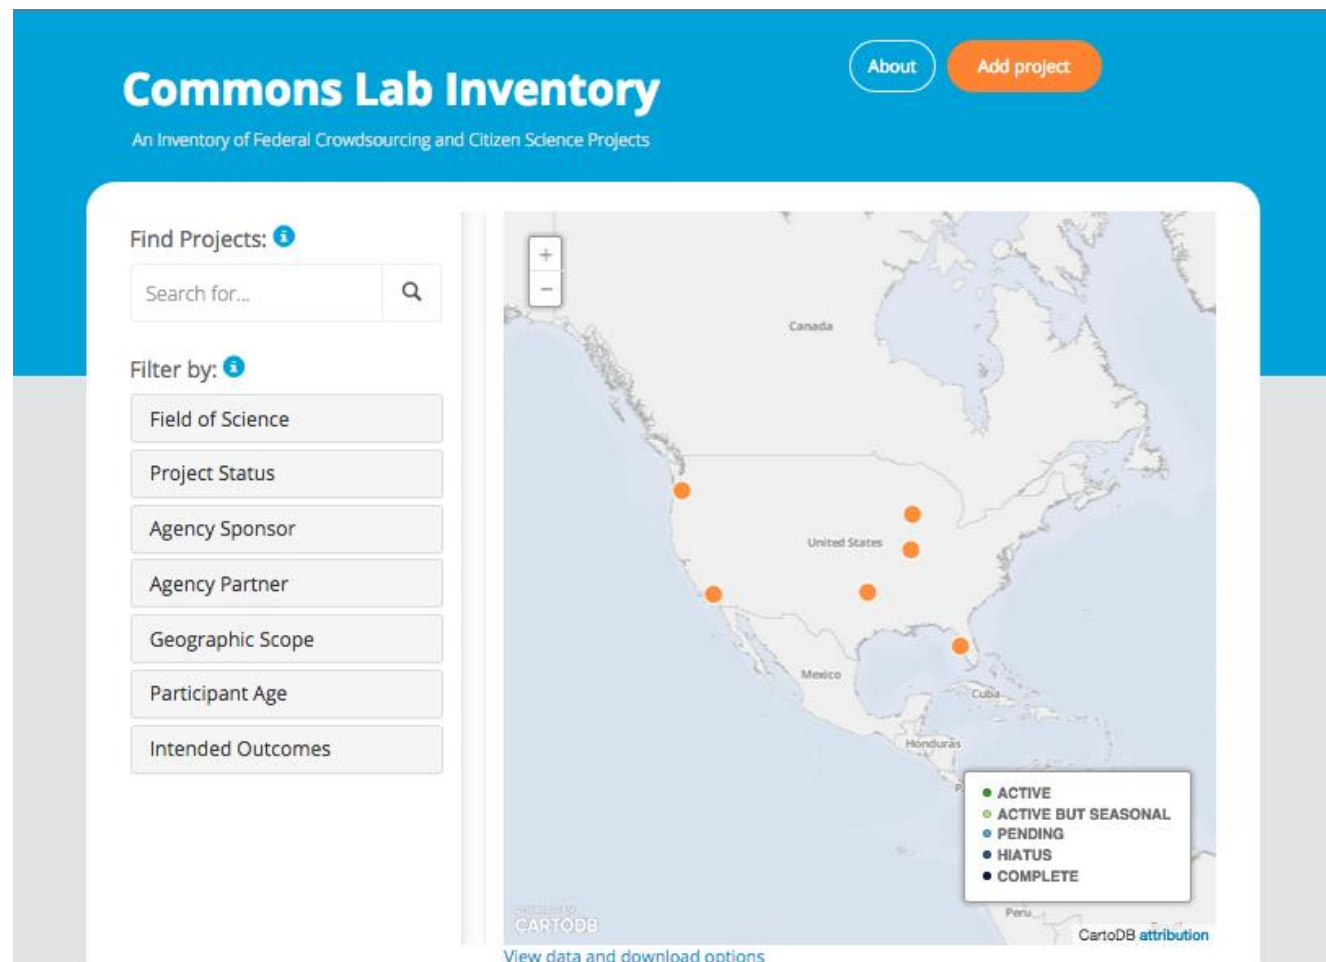 Commons Lab Inventory
An Inventory of Federal Crowdsourcing and Citizen Science Projects
About
Add project
Find Projects:
Search for...
Filter by:
Field of Science
Project Status
Agency Sponsor
Agency Partner
Geographic Scope
Participant Age
Intended Outcomes
+
−
Canada
United States
Mexico
Cuba
Honduras
ACTIVE
ACTIVE BUT SEASONAL
PENDING
HIATUS
COMPLETE
Peru
CARTODB
CartoDB attribution
View data and download options